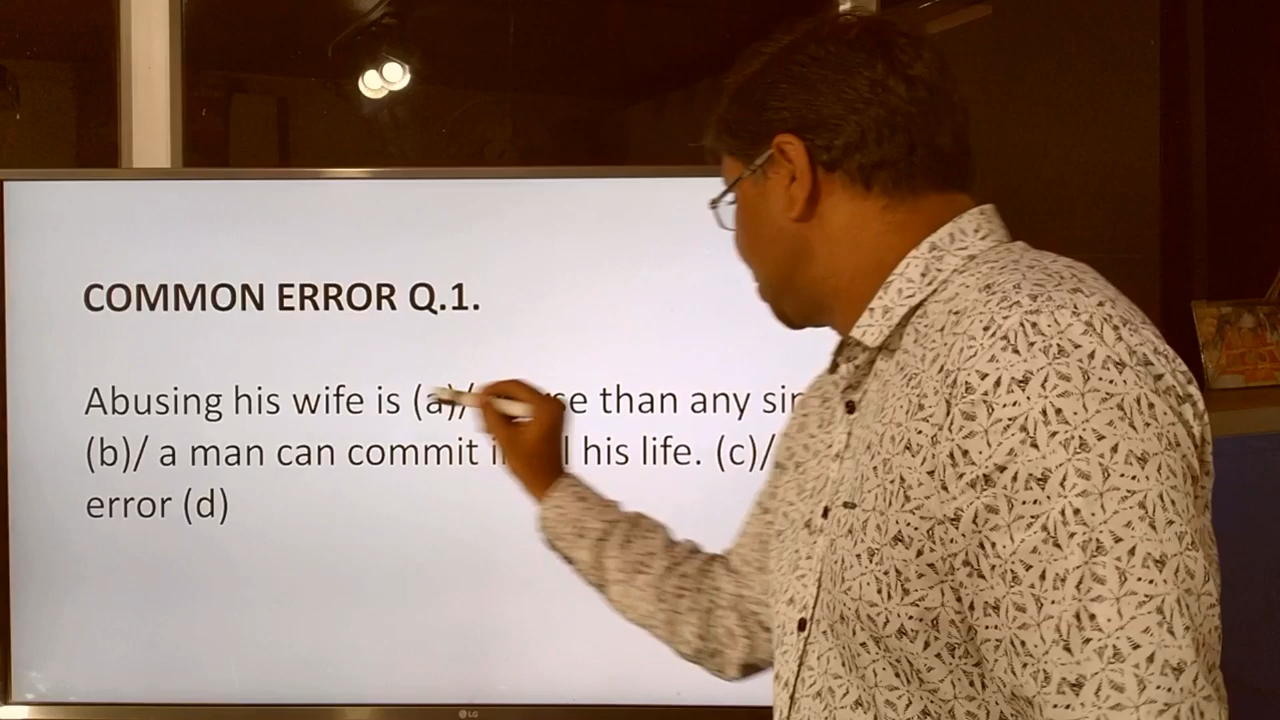 COMMON ERROR Q.1.
Abusing his wife is (a)/ than any
(b)/ a man can commit his life. (c)/
error (d)
LG